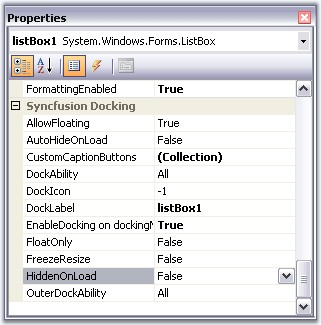 Properties
listBox1 System.Windows.Forms.ListBox
FormattingEnabled True
Syncfusion Docking
AllowFloating True
AutoHideOnLoad False
CustomCaptionButtons (Collection)
DockAbility All
DockIcon -1
DockLabel listBox1
EnableDocking on docking True
FloatOnly False
FreezeResize False
HiddenOnLoad False
OuterDockAbility All